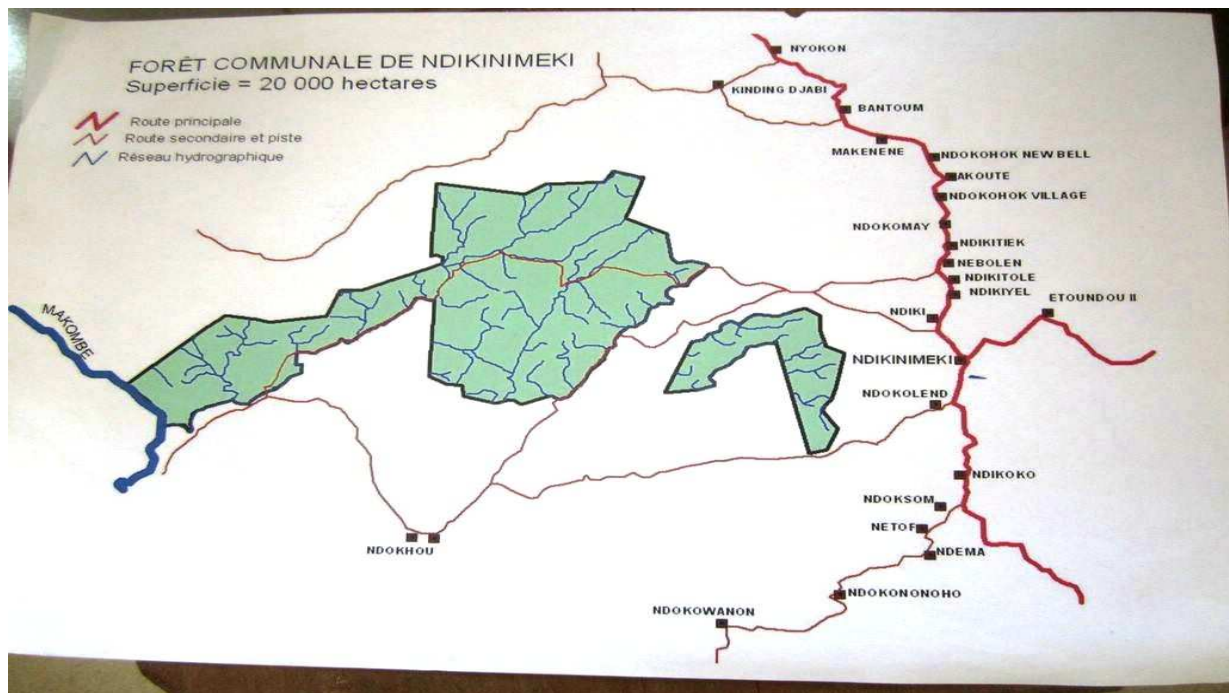 FORÊT COMMUNALE DE NDIKINIMEKI
Superficie = 20 000 hectares
Route principale
Route secondaire et piste
Réseau hydrographique
NYOKON
KINDING DJABI
BANTOUM
MAKENENE
NDOKOHOK NEW BELL
AKOUTE
NDOKOHOK VILLAGE
NDOKOMAY
NDIKITIEK
NEBOLEN
NDIKITOLE
NDIKIYEL
ETOUNDOU II
MAKOMBE
NDIKI
NDIKINIMEKI
NDOKOLEND
NDIKOKO
NDOKSOM
NETOF
NDOKHOU
NDEMA
NDOKONONOHO
NDOKOWANON